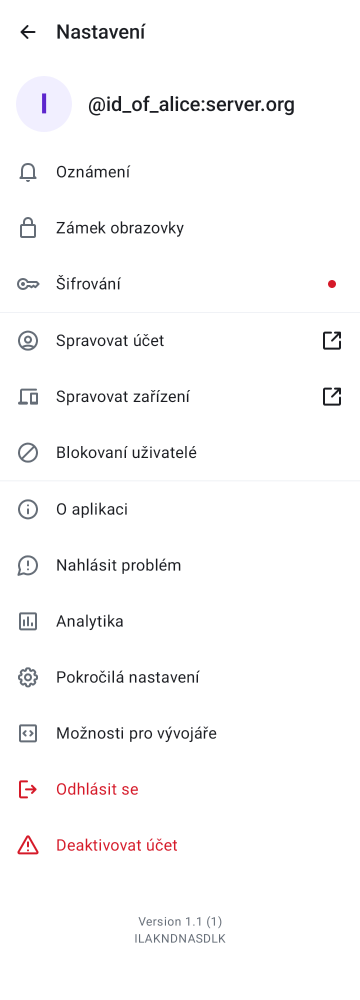 Nastavení
I
@id_of_alice:server.org
Oznámení
Zámek obrazovky
Šifrování
Spravovat účet
Spravovat zařízení
Blokovaní uživatelé
O aplikaci
Nahlásit problém
Analytika
Pokročilá nastavení
Možnosti pro vývojáře
Odhlásit se
Deaktivovat účet
Version 1.1 (1)
ILAKNDNASDLK